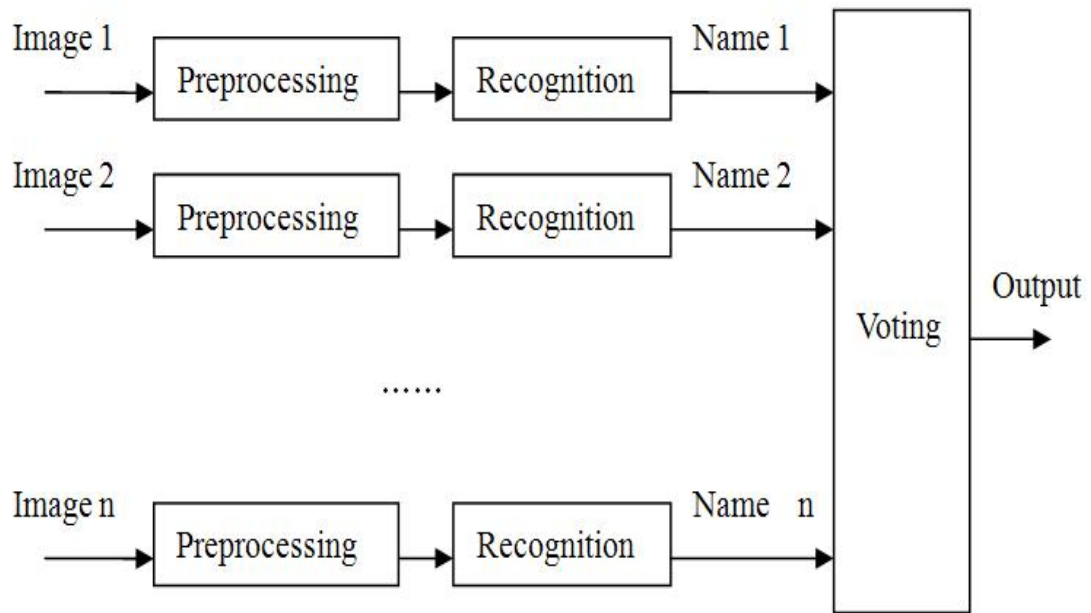 Image 1
Preprocessing
Recognition
Name 1
Image 2
Preprocessing
Recognition
Name 2
Voting
Output
......
Image n
Preprocessing
Recognition
Name n